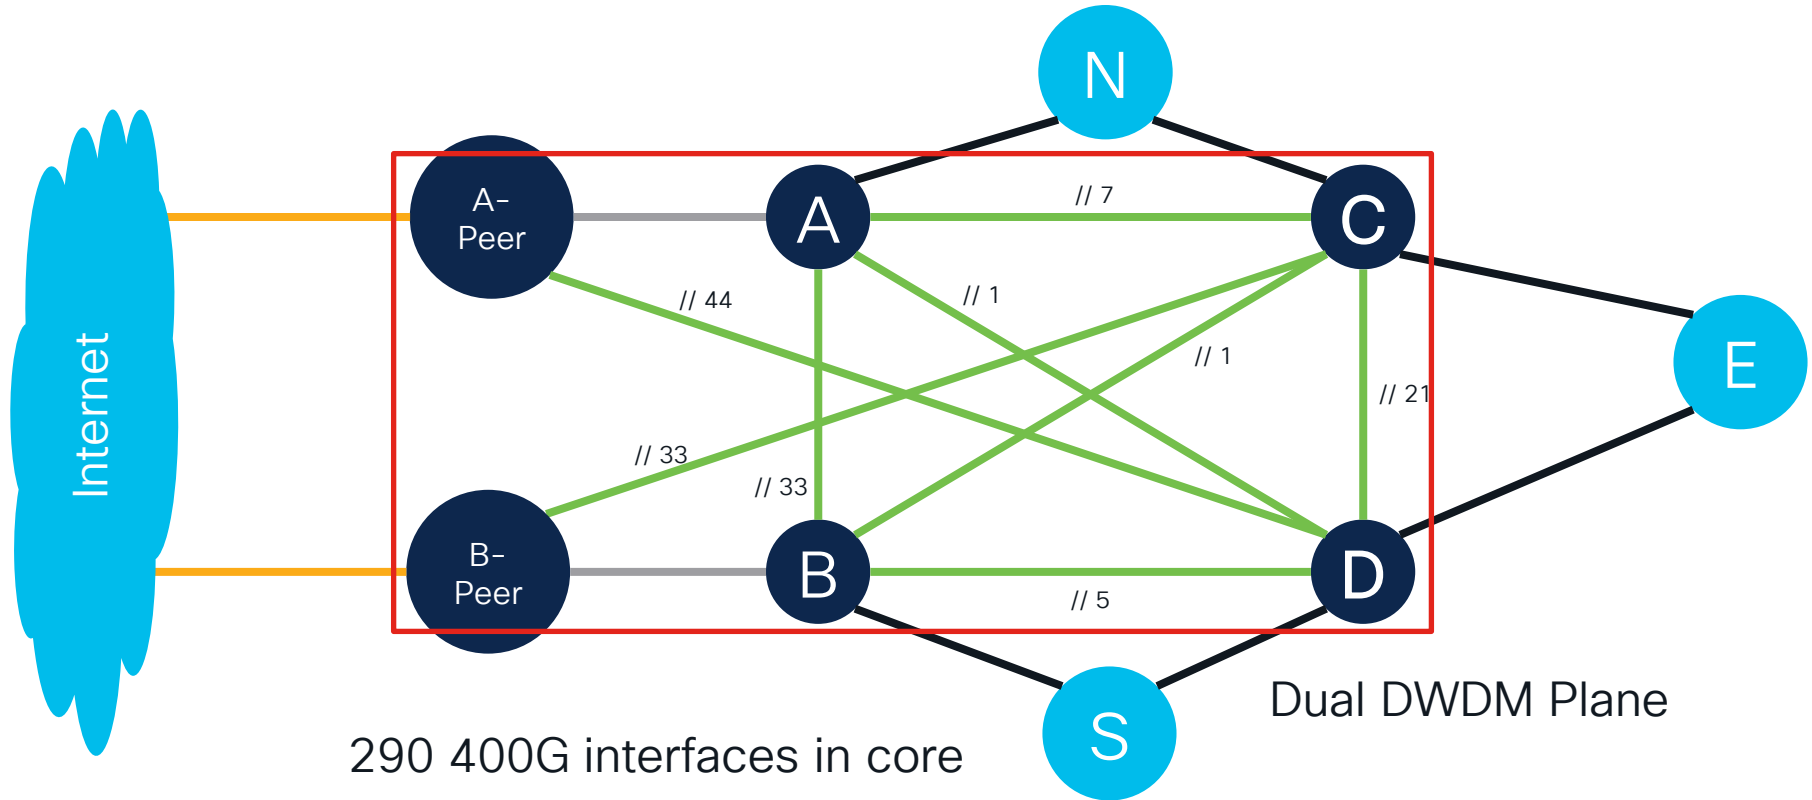 N
A-
Peer
A
// 7
C
// 44
// 1
Internet
// 1
E
// 21
// 33
// 33
B-
Peer
B
D
// 5
S
Dual DWDM Plane
290 400G interfaces in core